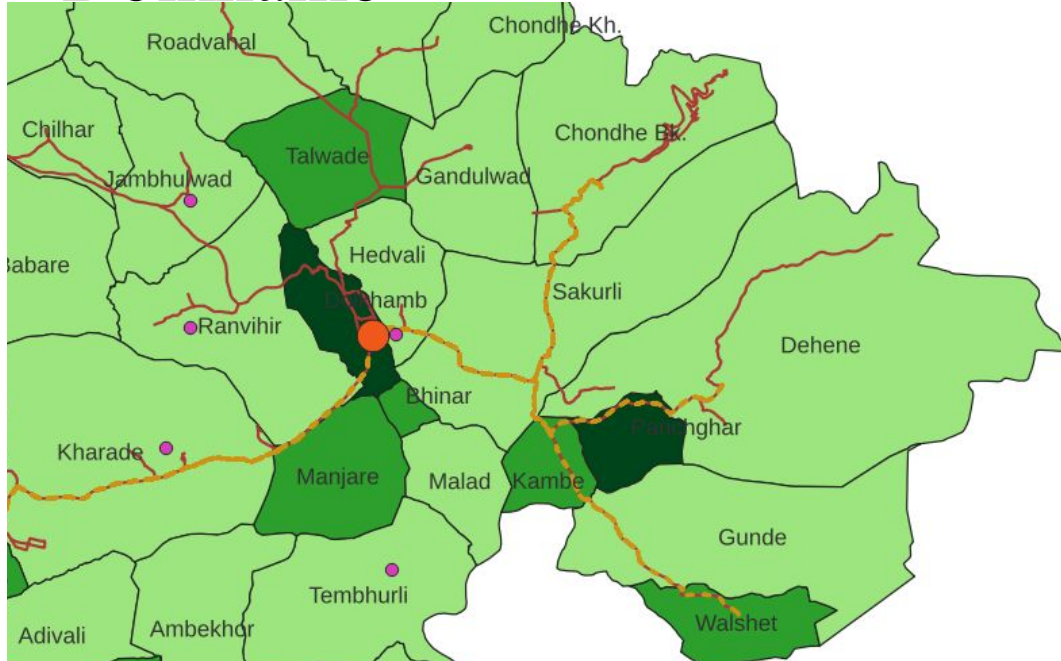 Chondhe Kh.
Roadvahal
Chilhar
Chondhe Bk.
Talwade
Jambhulwad
Gandulwad
Hedvali
Babare
Sakurli
Ranvihir
Dehene
Bhinar
Kharade
Manjare
Malad
Kambe
Gunde
Tembhurli
Walshet
Adivali
Ambekhor